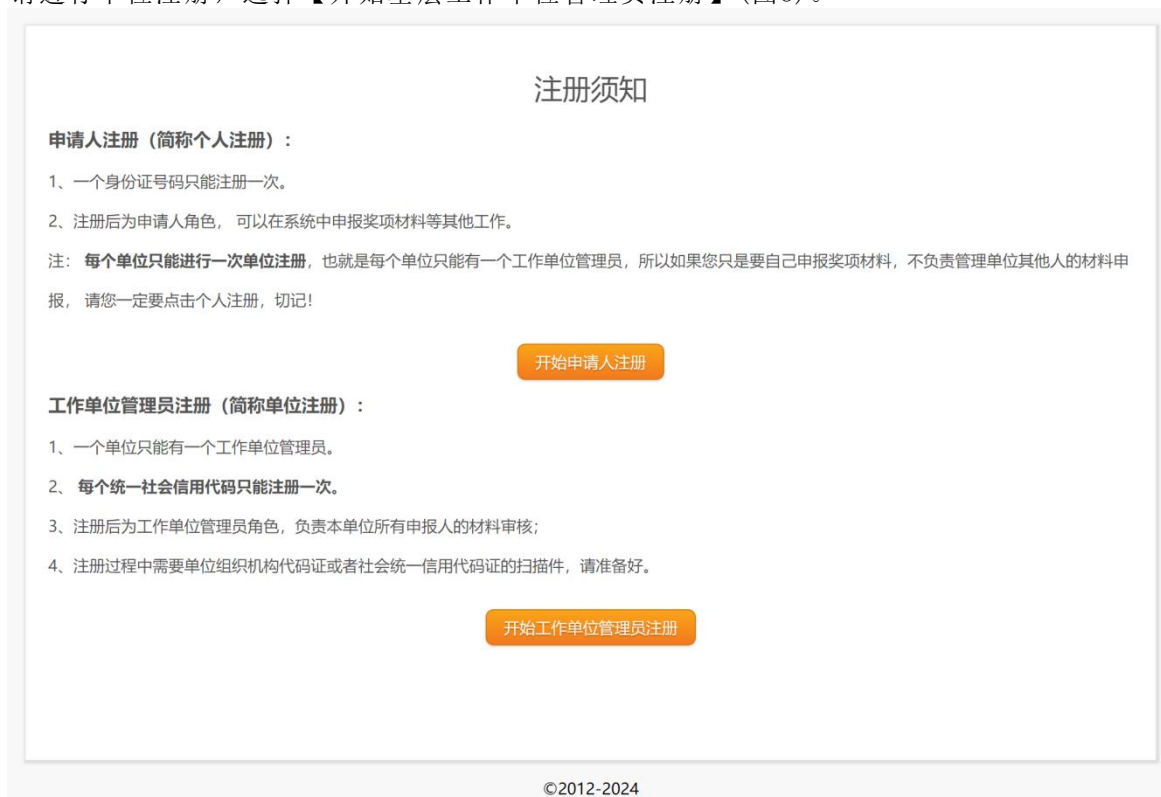 注册须知
申请人注册（简称个人注册）：
1、一个身份证号码只能注册一次。
2、注册后为申请人角色， 可以在系统中申报奖项材料等其他工作。
注： 每个单位只能进行一次单位注册，也就是每个单位只能有一个工作单位管理员，所以如果您只是要自己申报奖项材料，不负责管理单位其他人的材料申
报， 请您一定要点击个人注册，切记！
开始申请人注册
工作单位管理员注册（简称单位注册）：
1、一个单位只能有一个工作单位管理员。
2、 每个统一社会信用代码只能注册一次。
3、注册后为工作单位管理员角色，负责本单位所有申报人的材料审核;
4、注册过程中需要单位组织机构代码证或者社会统一信用代码证的扫描件，请准备好。
开始工作单位管理员注册
©2012-2024